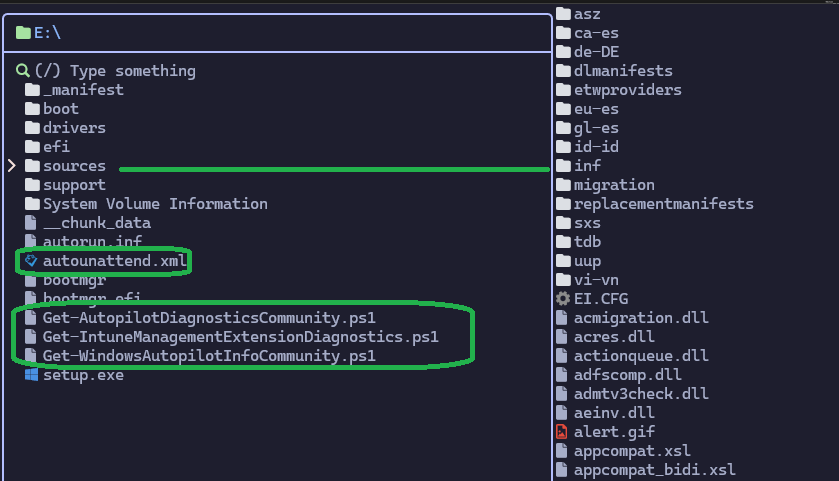 E:\
(/) Type something
_manifest
boot
drivers
efi
sources
support
System Volume Information
__chunk_data
autorun.inf
autounattend.xml
bootmgr
bootmgr.efi
Get-AutopilotDiagnosticsCommunity.ps1
Get-IntuneManagementExtensionDiagnostics.ps1
Get-WindowsAutopilotInfoCommunity.ps1
setup.exe
asz
ca-es
de-DE
dlmanifests
etwproviders
eu-es
gl-es
id-id
inf
migration
replacementmanifests
sxs
tdb
uup
vi-vn
EI.CFG
acmigration.dll
acres.dll
actionqueue.dll
adfscomp.dll
admtv3check.dll
aeinv.dll
alert.gif
appcompat.xsl
appcompat_bidi.xsl